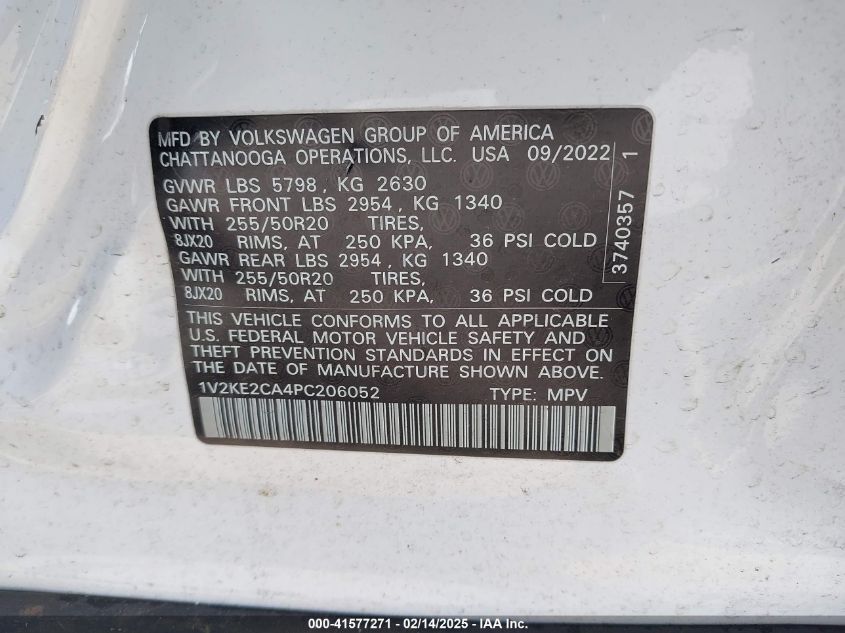 MFD BY VOLKSWAGEN GROUP OF AMERICA
CHATTANOOGA OPERATIONS, LLC. USA 09/2022
GVWR LBS 5798, KG 2630
GAWR FRONT LBS 2954, KG 1340
WITH 255/50R20 TIRES,
8JX20 RIMS, AT 250 KPA, 36 PSI COLD
GAWR REAR LBS 2954, KG 1340
WITH 255/50R20 TIRES,
8JX20 RIMS, AT 250 KPA, 36 PSI COLD
THIS VEHICLE CONFORMS TO ALL APPLICABLE
U.S. FEDERAL MOTOR VEHICLE SAFETY AND
THEFT PREVENTION STANDARDS IN EFFECT ON
THE DATE OF MANUFACTURE SHOWN ABOVE.
1V2KE2CA4PC206052 TYPE: MPV
3740357 1
000-41577271 | 02/14/2025 - IAA Inc.